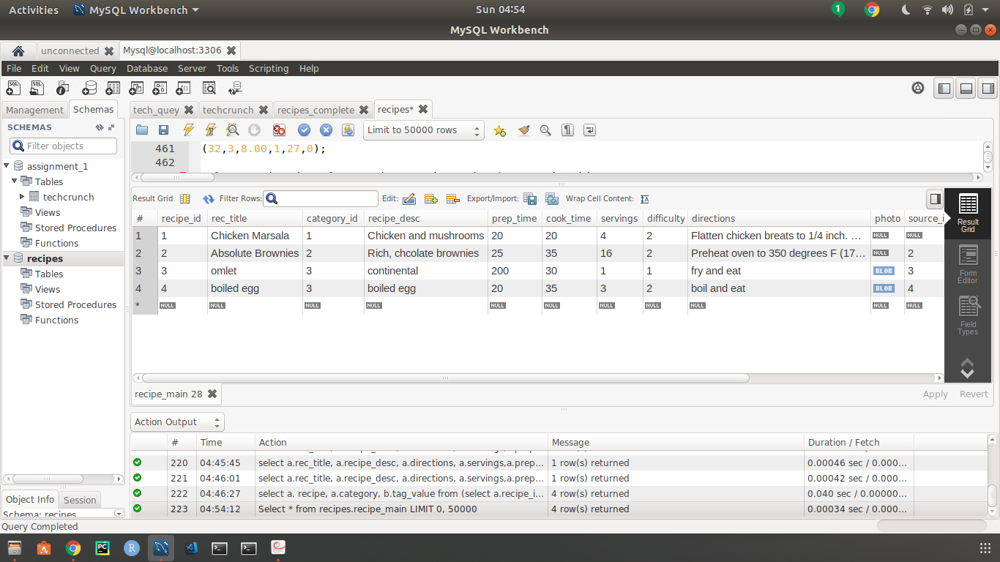 Activities MySQL Workbench Sun 04:54 1
MySQL Workbench
unconnected Mysql@localhost:3306
File Edit View Query Database Server Tools Scripting Help
Management Schemas tech_quey techcrunch recipes_complete recipes*
SCHEMAS Limit to 50000 rows
Filter objects 461 (32,3,8.00,1,27,0);
462
assignment_1
Tables
techcrunch
Views
Stored Procedures
Functions
recipes
Tables
Views
Stored Procedures
Functions
Result Grid Filter Rows: Edit: Export/Import: Wrap Cell Content:
# recipe_id rec_title category_id recipe_desc prep_time cook_time servings difficulty directions photo source_i
1 1 Chicken Marsala 1 Chicken and mushrooms 20 20 4 2 Flatten chicken breats to 1/4 inch. ... NULL NULL
2 2 Absolute Brownies 2 Rich, chcolate brownies 25 35 16 2 Preheat oven to 350 degrees F (17... NULL 2
3 3 omlet 3 continental 200 30 1 1 fry and eat BLOB 3
4 4 boiled egg 3 boiled egg 20 35 3 2 boil and eat BLOB 4
* NULL NULL NULL NULL NULL NULL NULL NULL NULL NULL NULL
Result Grid
Form Editor
Field Types
recipe_main 28 Apply Revert
Action Output
# Time Action Message Duration / Fetch
220 04:45:45 select a.rec_title, a.recipe_desc, a.directions, a.servings,a.prep... 1 row(s) returned 0.00046 sec / 0.000...
221 04:46:01 select a.rec_title, a.recipe_desc, a.directions, a.servings,a.prep... 1 row(s) returned 0.00042 sec / 0.000...
222 04:46:27 select a. recipe, a.category, b.tag_value from (select a.recipe_i... 4 row(s) returned 0.040 sec / 0.00000...
223 04:54:12 Select * from recipes.recipe_main LIMIT 0, 50000 4 row(s) returned 0.00034 sec / 0.000...
Object Info Session
Schema: recipes
Query Completed